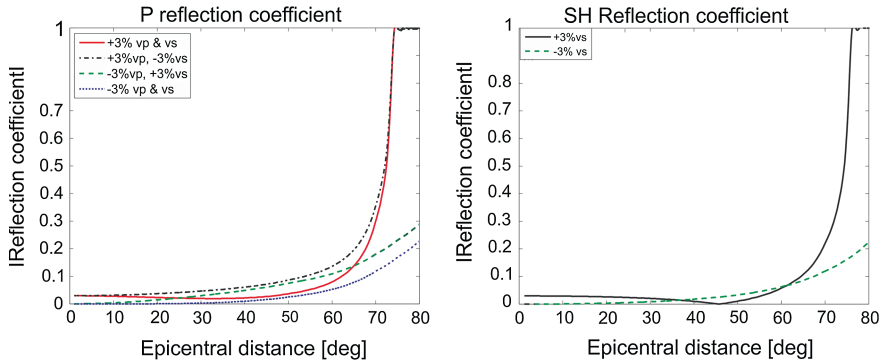 P reflection coefficient
+3% vp & vs
+3%vp, -3%vs
-3%vp, +3%vs
-3% vp & vs
|Reflection coefficient|
1
0.7
0.6
0.5
0.4
0.3
0.2
0.1
0
0 10 20 30 40 50 60 70 80
Epicentral distance [deg]
SH Reflection coefficient
+3%vs
-3% vs
|Reflection coefficient|
1
0.8
0.7
0.6
0.5
0.4
0.3
0.2
0.1
0
0 10 20 30 40 50 60 70 80
Epicentral distance [deg]